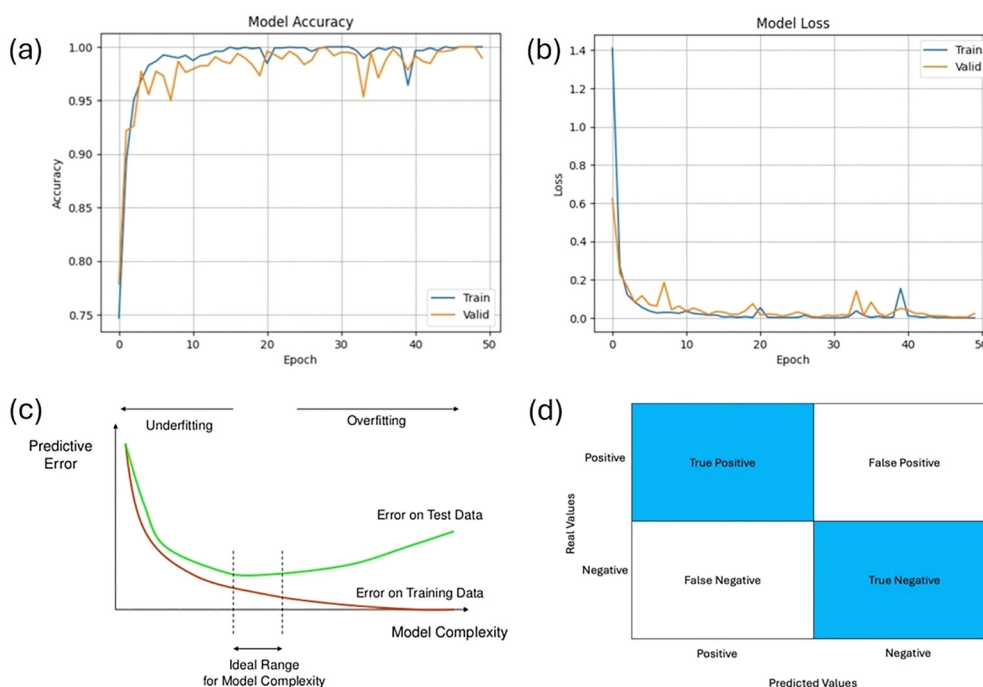 (a)
Model Accuracy
1.00
0.95
0.90
0.85
0.80
0.75
Accuracy
0
10
20
30
40
50
Epoch
Train
Valid
(b)
Model Loss
1.4
1.2
1.0
0.8
0.6
0.4
0.2
0.0
Loss
0
10
20
30
40
50
Epoch
Train
Valid
(c)
Underfitting
Overfitting
Predictive
Error
Error on Test Data
Error on Training Data
Model Complexity
Ideal Range
for Model Complexity
(d)
Real Values
Positive
True Positive
False Positive
Negative
False Negative
True Negative
Positive
Negative
Predicted Values